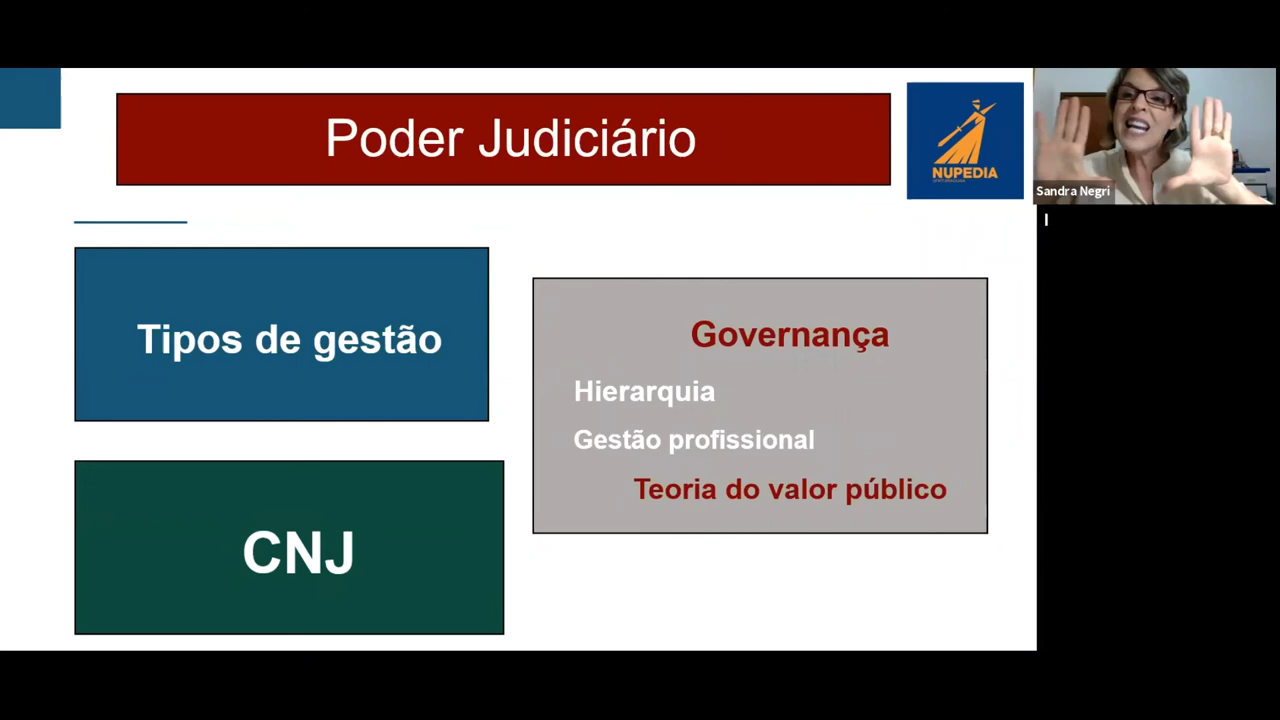 Poder Judiciário
NUPEDIA
Sandra Negri
Tipos de gestão
Governança
Hierarquia
Gestão profissional
Teoria do valor público
CNJ